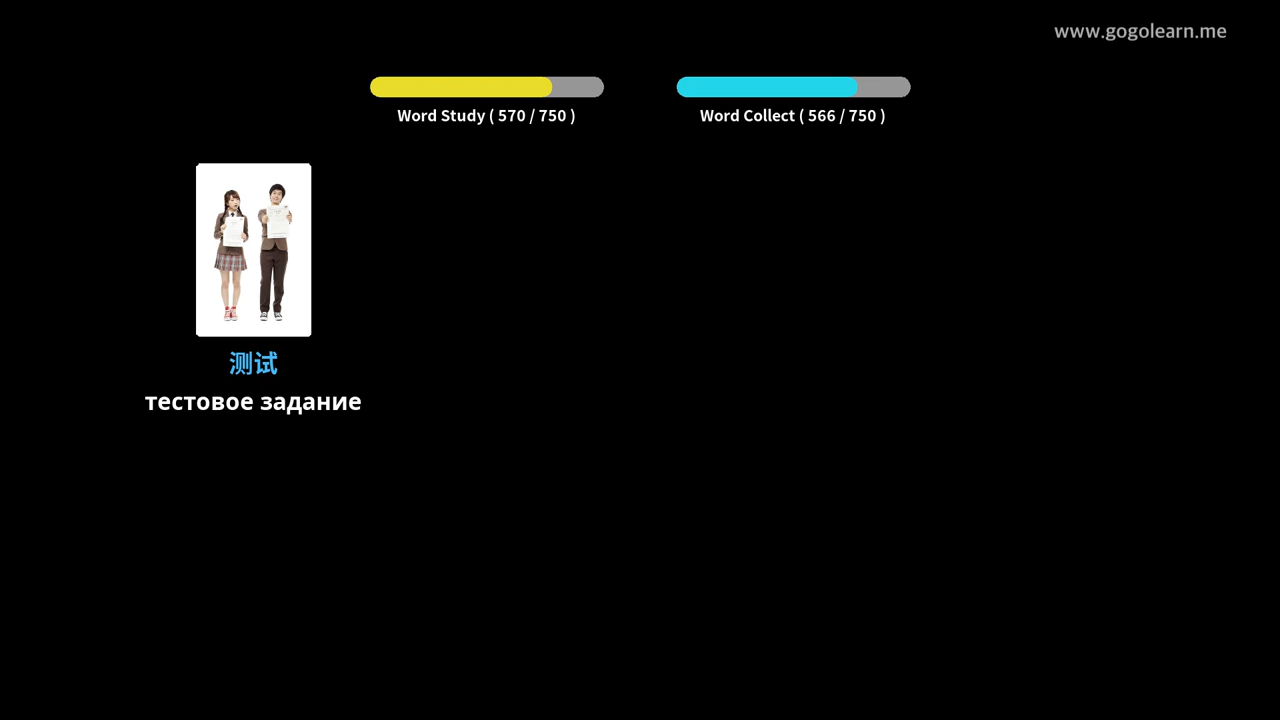 www.gogolearn.me
Word Study ( 570 / 750 )
Word Collect ( 566 / 750 )
测试
тестовое задание